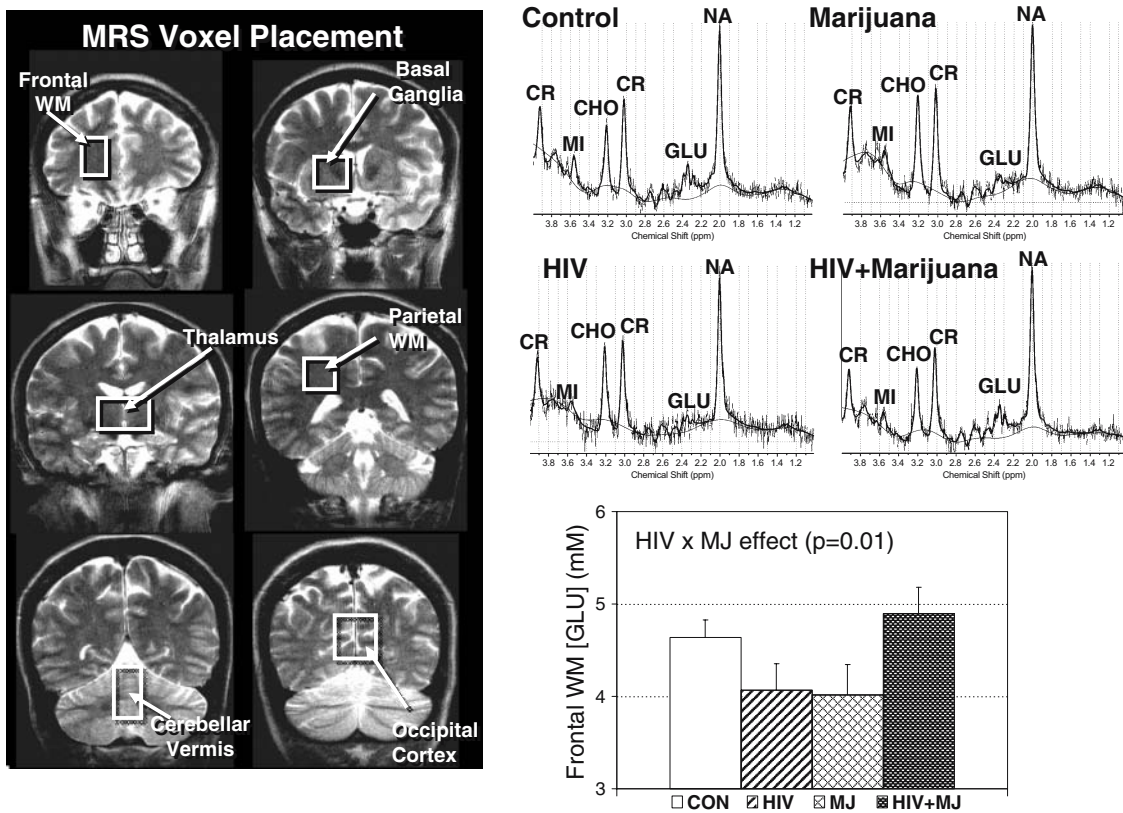 MRS Voxel Placement
Frontal
WM
Basal
Ganglia
Thalamus
Parietal
WM
Cerebellar
Vermis
Occipital
Cortex
Control
NA
CR
MI
CHO
CR
GLU
3.8 3.6 3.4 3.2 3.0 2.8 2.6 2.4 2.2 2.0 1.8 1.6 1.4 1.2
Chemical Shift (ppm)
Marijuana
NA
CR
MI
CHO
CR
GLU
3.8 3.6 3.4 3.2 3.0 2.8 2.6 2.4 2.2 2.0 1.8 1.6 1.4 1.2
Chemical Shift (ppm)
HIV
NA
CR
MI
CHO
CR
GLU
3.8 3.6 3.4 3.2 3.0 2.8 2.6 2.4 2.2 2.0 1.8 1.6 1.4 1.2
Chemical Shift (ppm)
HIV+Marijuana
NA
CR
MI
CHO
CR
GLU
3.8 3.6 3.4 3.2 3.0 2.8 2.6 2.4 2.2 2.0 1.8 1.6 1.4 1.2
Chemical Shift (ppm)
HIV x MJ effect (p=0.01)
Frontal WM [GLU] (mM)
6
5
4
3
CON HIV MJ HIV+MJ